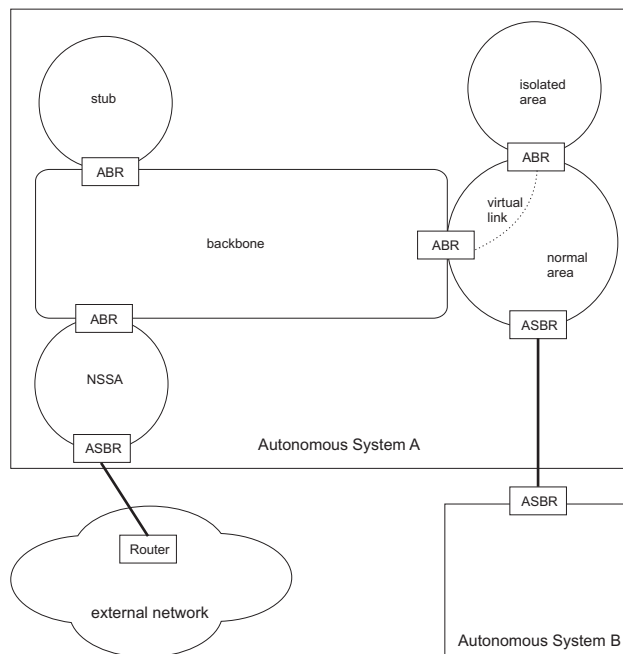 stub
isolated
area
ABR
ABR
virtual
link
backbone
ABR
normal
area
ABR
ASBR
NSSA
ASBR
Autonomous System A
ASBR
Router
external network
Autonomous System B